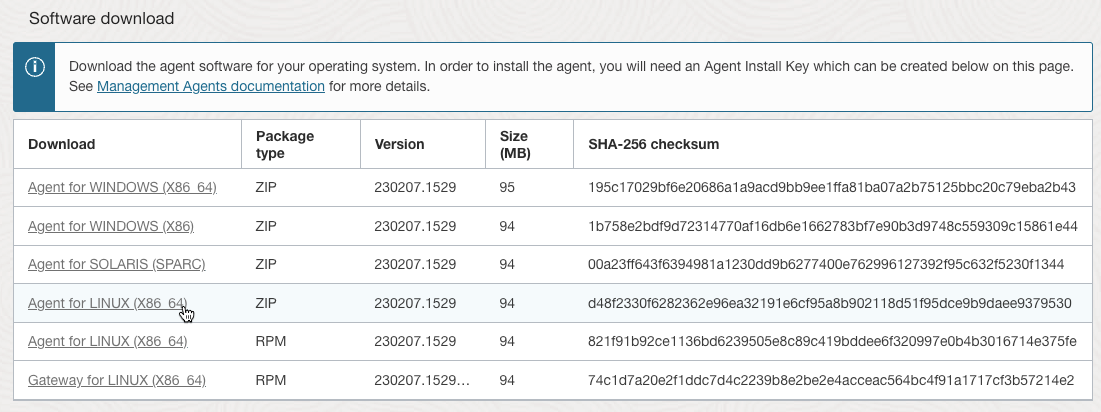 Software download
Download the agent software for your operating system. In order to install the agent, you will need an Agent Install Key which can be created below on this page.
See Management Agents documentation for more details.
Download Package type Version Size (MB) SHA-256 checksum
Agent for WINDOWS (X86_64) ZIP 230207.1529 95 195c17029bf6e20686a1a9acd9bb9ee1ffa81ba07a2b75125bbc20c79eba2b43
Agent for WINDOWS (X86) ZIP 230207.1529 94 1b758e2bdf9d72314770af16db6e1662783bf7e90b3d9748c559309c15861e44
Agent for SOLARIS (SPARC) ZIP 230207.1529 94 00a23ff643f6394981a1230dd9b6277400e762996127392f95c632f5230f1344
Agent for LINUX (X86_64) ZIP 230207.1529 94 d48f2330f6282362e96ea32191e6cf95a8b902118d51f95dce9b9daee9379530
Agent for LINUX (X86_64) RPM 230207.1529 94 821f91b92ce1136bd6239505e8c89c419bddee6f320997e0b4b3016714e375fe
Gateway for LINUX (X86_64) RPM 230207.1529... 94 74c1d7a20e2f1ddc7d4c2239b8e2be2e4acceac564bc4f91a1717cf3b57214e2